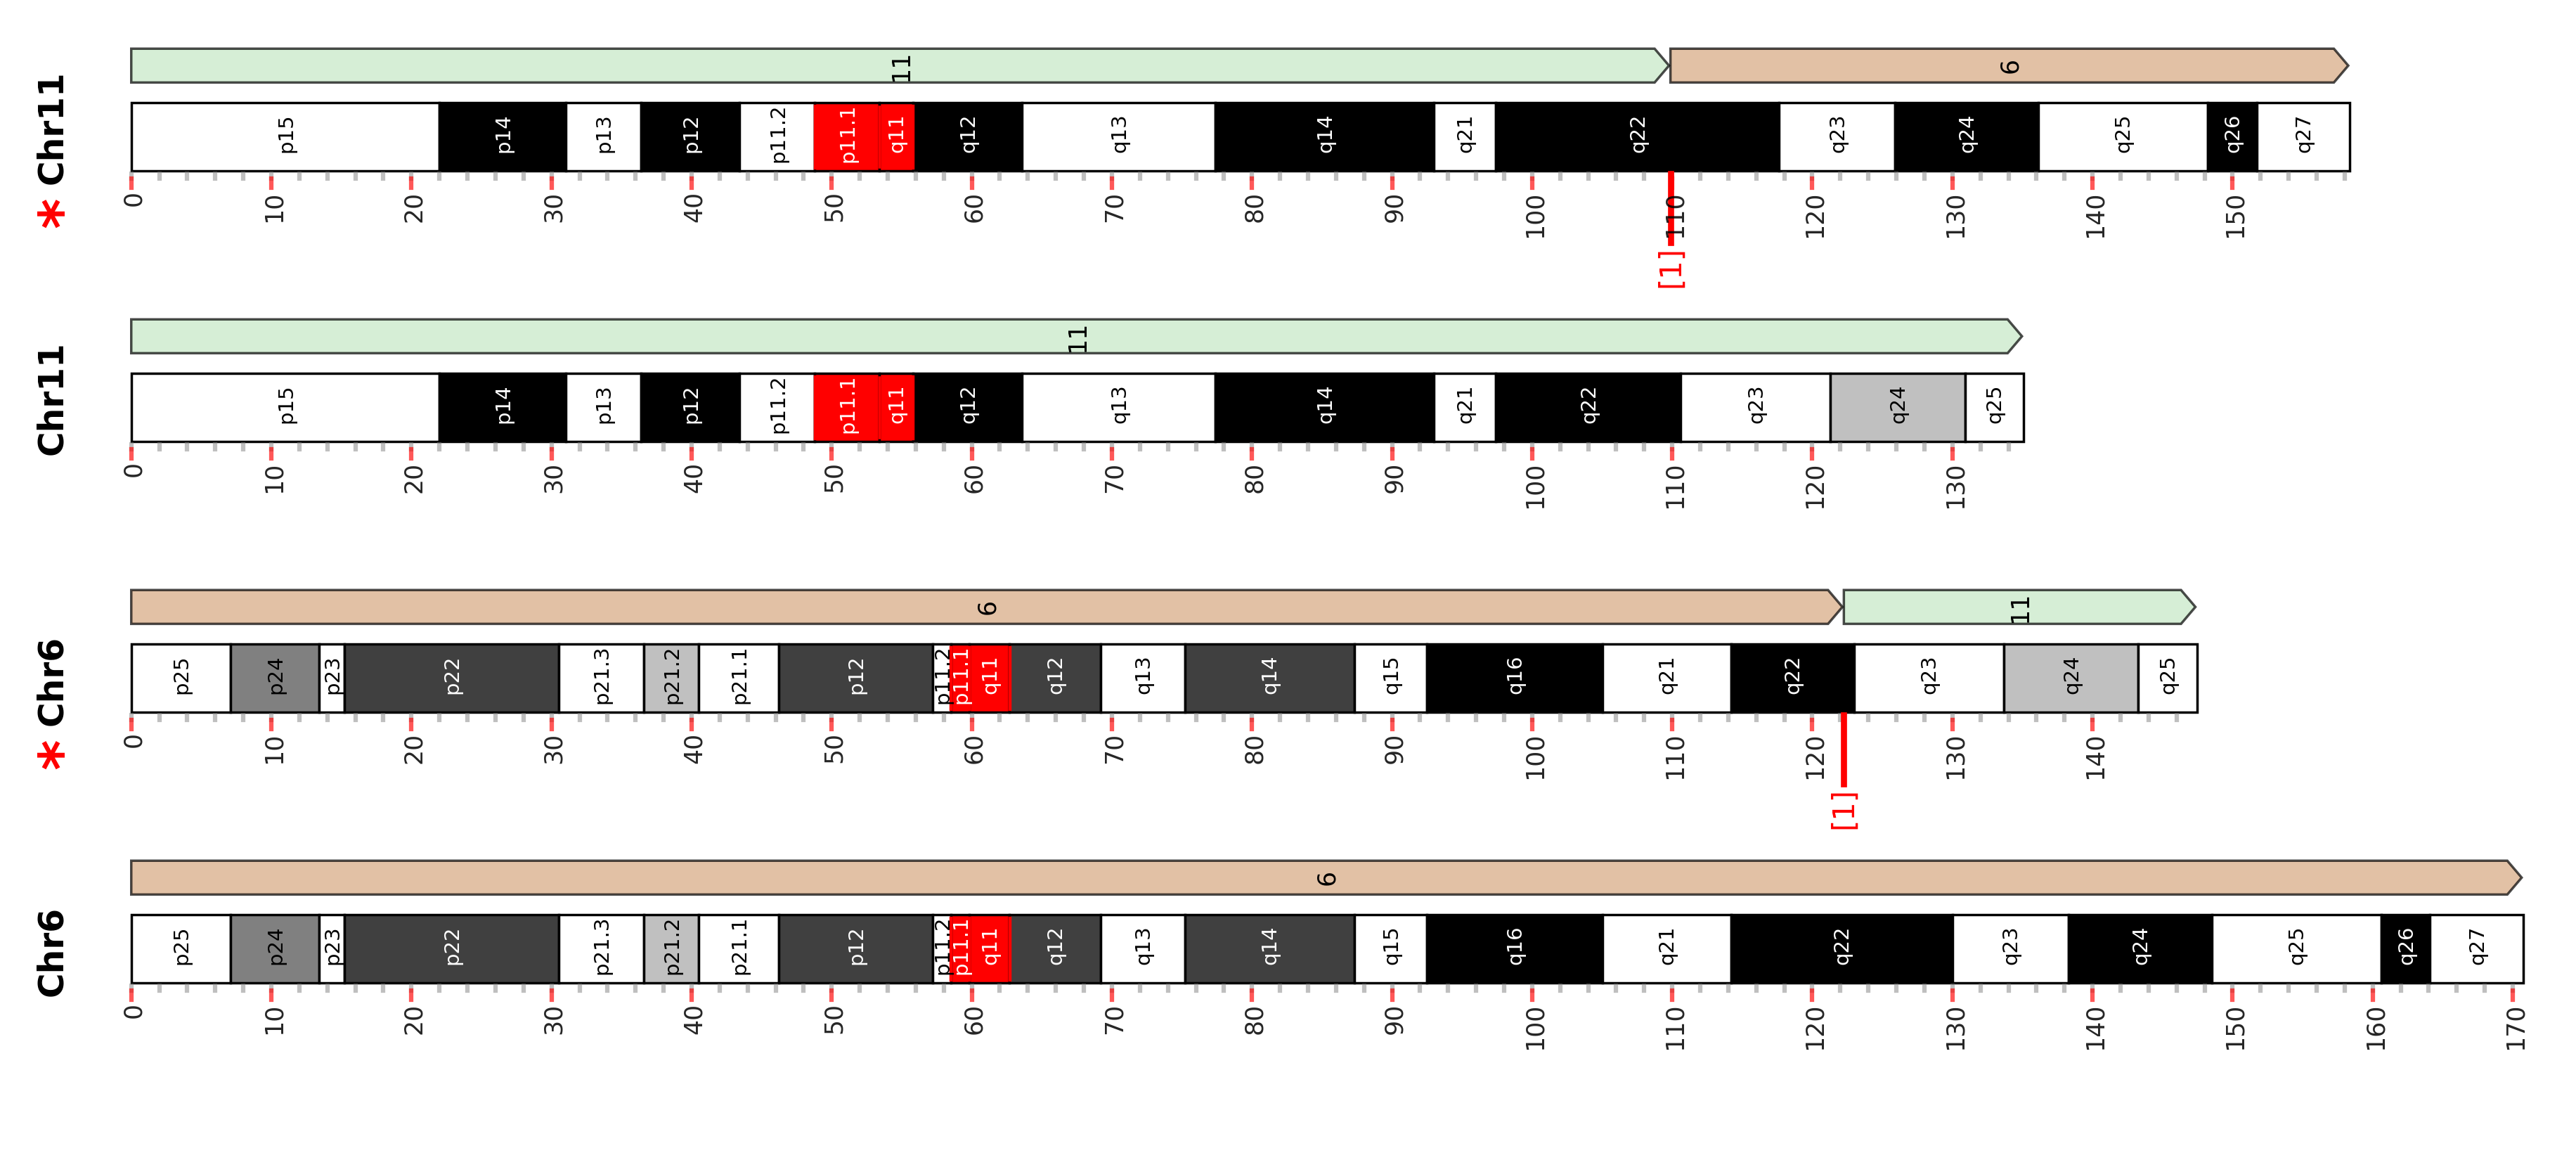 11 6
* Chr11
p15 p14 p13 p12 p11.2 p11.1 q11 q12 q13 q14 q21 q22 q23 q24 q25 q26 q27
0 10 20 30 40 50 60 70 80 90 100 110 120 130 140 150
[1]
11
Chr11
p15 p14 p13 p12 p11.2 p11.1 q11 q12 q13 q14 q21 q22 q23 q24 q25
0 10 20 30 40 50 60 70 80 90 100 110 120 130
6 11
* Chr6
p25 p24 p23 p22 p21.3 p21.2 p21.1 p12 p11.2 p11.1 q11 q12 q13 q14 q15 q16 q21 q22 q23 q24 q25
0 10 20 30 40 50 60 70 80 90 100 110 120 130 140
[1]
6
Chr6
p25 p24 p23 p22 p21.3 p21.2 p21.1 p12 p11.2 p11.1 q11 q12 q13 q14 q15 q16 q21 q22 q23 q24 q25 q26 q27
0 10 20 30 40 50 60 70 80 90 100 110 120 130 140 150 160 170